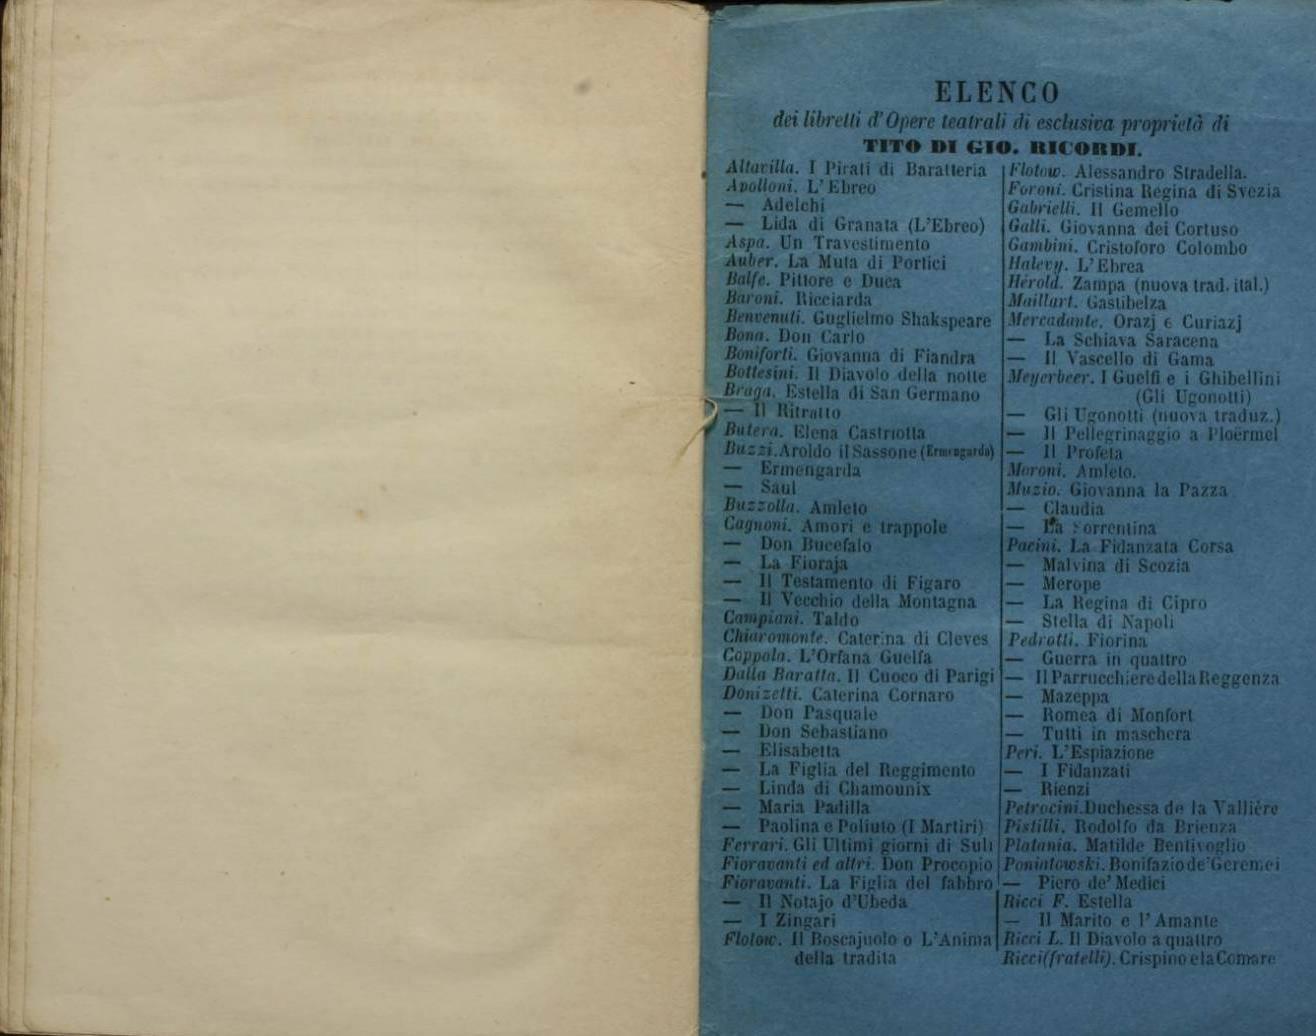 ELENCO
dei libretti d'Opere teatrali di esclusiva proprietà di
TITO DI GIO. RICORDI.
Altavilla. I Pirati di Baratteria
Apolloni. L'Ebreo
— Adelchi
— Lida di Granata (L'Ebreo)
Aspa. Un Travestimento
Auber. La Muta di Portici
Balfe. Pittore e Duca
Baroni. Ricciarda
Benvenuti. Guglielmo Shakspeare
Bona. Don Carlo
Boniforti. Giovanna di Fiandra
Bottesini. Il Diavolo della notte
Braga. Estella di San Germano
— Il Ritratto
Butera. Elena Castriotta
Buzzi. Aroldo il Sassone (Ermengarda)
— Ermengarda
— Saul
Buzzolla. Amleto
Cagnoni. Amori e trappole
— Don Bucefalo
— La Fioraja
— Il Testamento di Figaro
— Il Vecchio della Montagna
Campiani. Taldo
Chiaromonte. Caterina di Cleves
Coppola. L'Orfana Guelfa
Dalla Baratta. Il Cuoco di Parigi
Donizetti. Caterina Cornaro
— Don Pasquale
— Don Sebastiano
— Elisabetta
— La Figlia del Reggimento
— Linda di Chamounix
— Maria Padilla
— Paolina e Poliuto (I Martiri)
Ferrari. Gli Ultimi giorni di Suli
Fioravanti ed altri. Don Procopio
Fioravanti. La Figlia del fabbro
— Il Notajo d'Ubeda
— I Zingari
Flotow. Il Boscajuolo o L'Anima
della tradita
Flotow. Alessandro Stradella.
Foroni. Cristina Regina di Svezia
Gabrielli. Il Gemello
Galli. Giovanna dei Cortuso
Gambini. Cristoforo Colombo
Halevy. L'Ebrea
Hérold. Zampa (nuova trad. ital.)
Maillart. Gastibelza
Mercadante. Orazj e Curiazj
— La Schiava Saracena
— Il Vascello di Gama
Meyerbeer. I Guelfi e i Ghibellini
(Gli Ugonotti)
— Gli Ugonotti (nuova traduz.)
— Il Pellegrinaggio a Ploërmel
— Il Profeta
Moroni. Amleto.
Muzio. Giovanna la Pazza
— Claudia
— La Sorrentina
Pacini. La Fidanzata Corsa
— Malvina di Scozia
— Merope
— La Regina di Cipro
— Stella di Napoli
Pedrotti. Fiorina
— Guerra in quattro
— Il Parrucchiere della Reggenza
— Mazeppa
— Romea di Monfort
— Tutti in maschera
Peri. L'Espiazione
— I Fidanzati
— Rienzi
Petrocini. Duchessa de la Vallière
Pistilli. Rodolfo da Brienza
Platania. Matilde Bentivoglio
Poniatowski. Bonifazio de' Geremei
— Piero de' Medici
Ricci F. Estella
— Il Marito e l'Amante
Ricci L. Il Diavolo a quattro
Ricci (fratelli). Crispino e la Comare